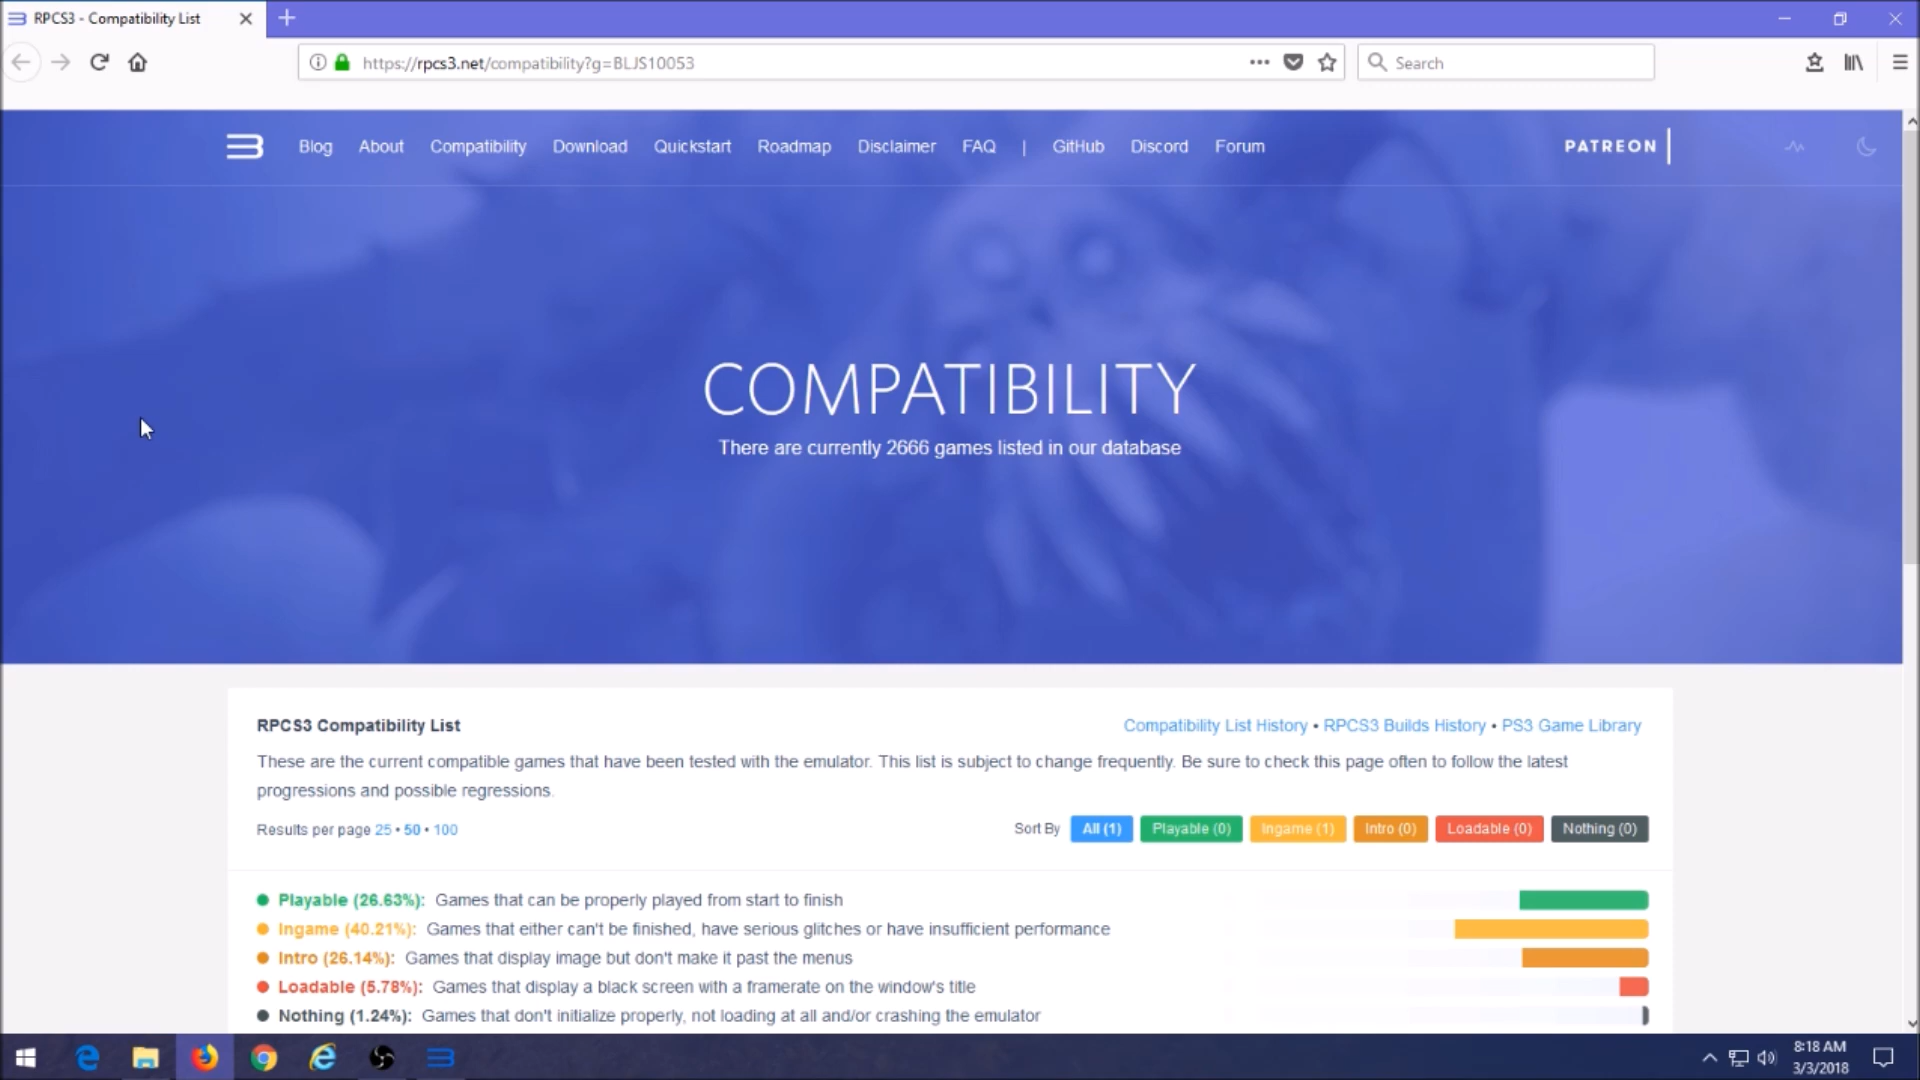 RPCS3 - Compatibility List
https://rpcs3.net/compatibility?g=BLJS10053
Search
Blog About Compatibility Download Quickstart Roadmap Disclaimer FAQ | GitHub Discord Forum
PATREON
COMPATIBILITY
There are currently 2666 games listed in our database
RPCS3 Compatibility List
Compatibility List History • RPCS3 Builds History • PS3 Game Library
These are the current compatible games that have been tested with the emulator. This list is subject to change frequently. Be sure to check this page often to follow the latest
progressions and possible regressions.
Results per page 25 • 50 • 100
Sort By All (1) Playable (0) Ingame (1) Intro (0) Loadable (0) Nothing (0)
Playable (26.63%): Games that can be properly played from start to finish
Ingame (40.21%): Games that either can't be finished, have serious glitches or have insufficient performance
Intro (26.14%): Games that display image but don't make it past the menus
Loadable (5.78%): Games that display a black screen with a framerate on the window's title
Nothing (1.24%): Games that don't initialize properly, not loading at all and/or crashing the emulator
8:18 AM
3/3/2018